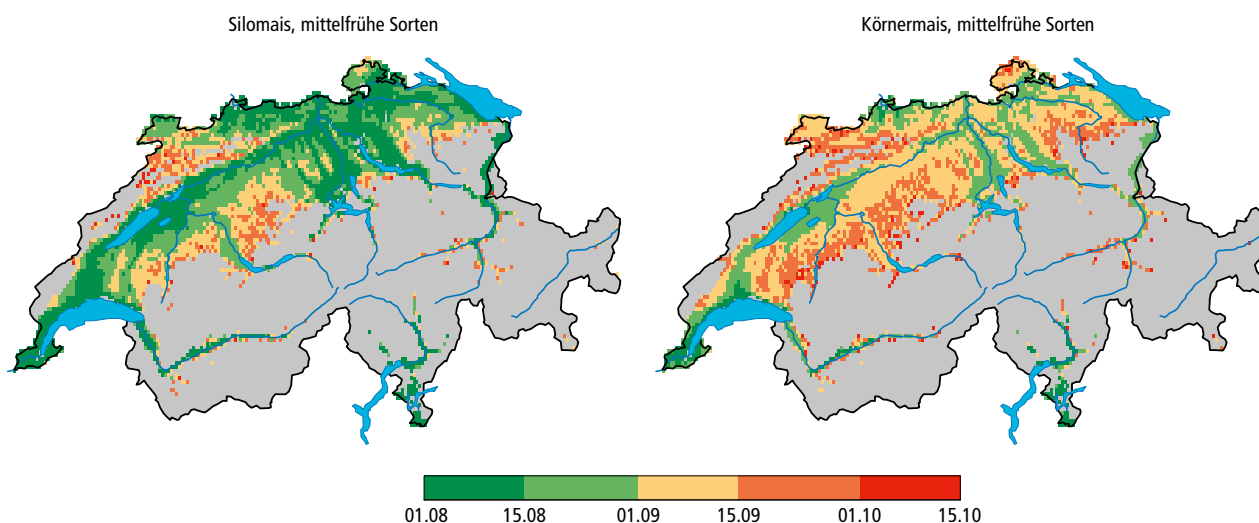 Silomais, mittelfrühe Sorten
Körnermais, mittelfrühe Sorten
01.08 15.08 01.09 15.09 01.10 15.10